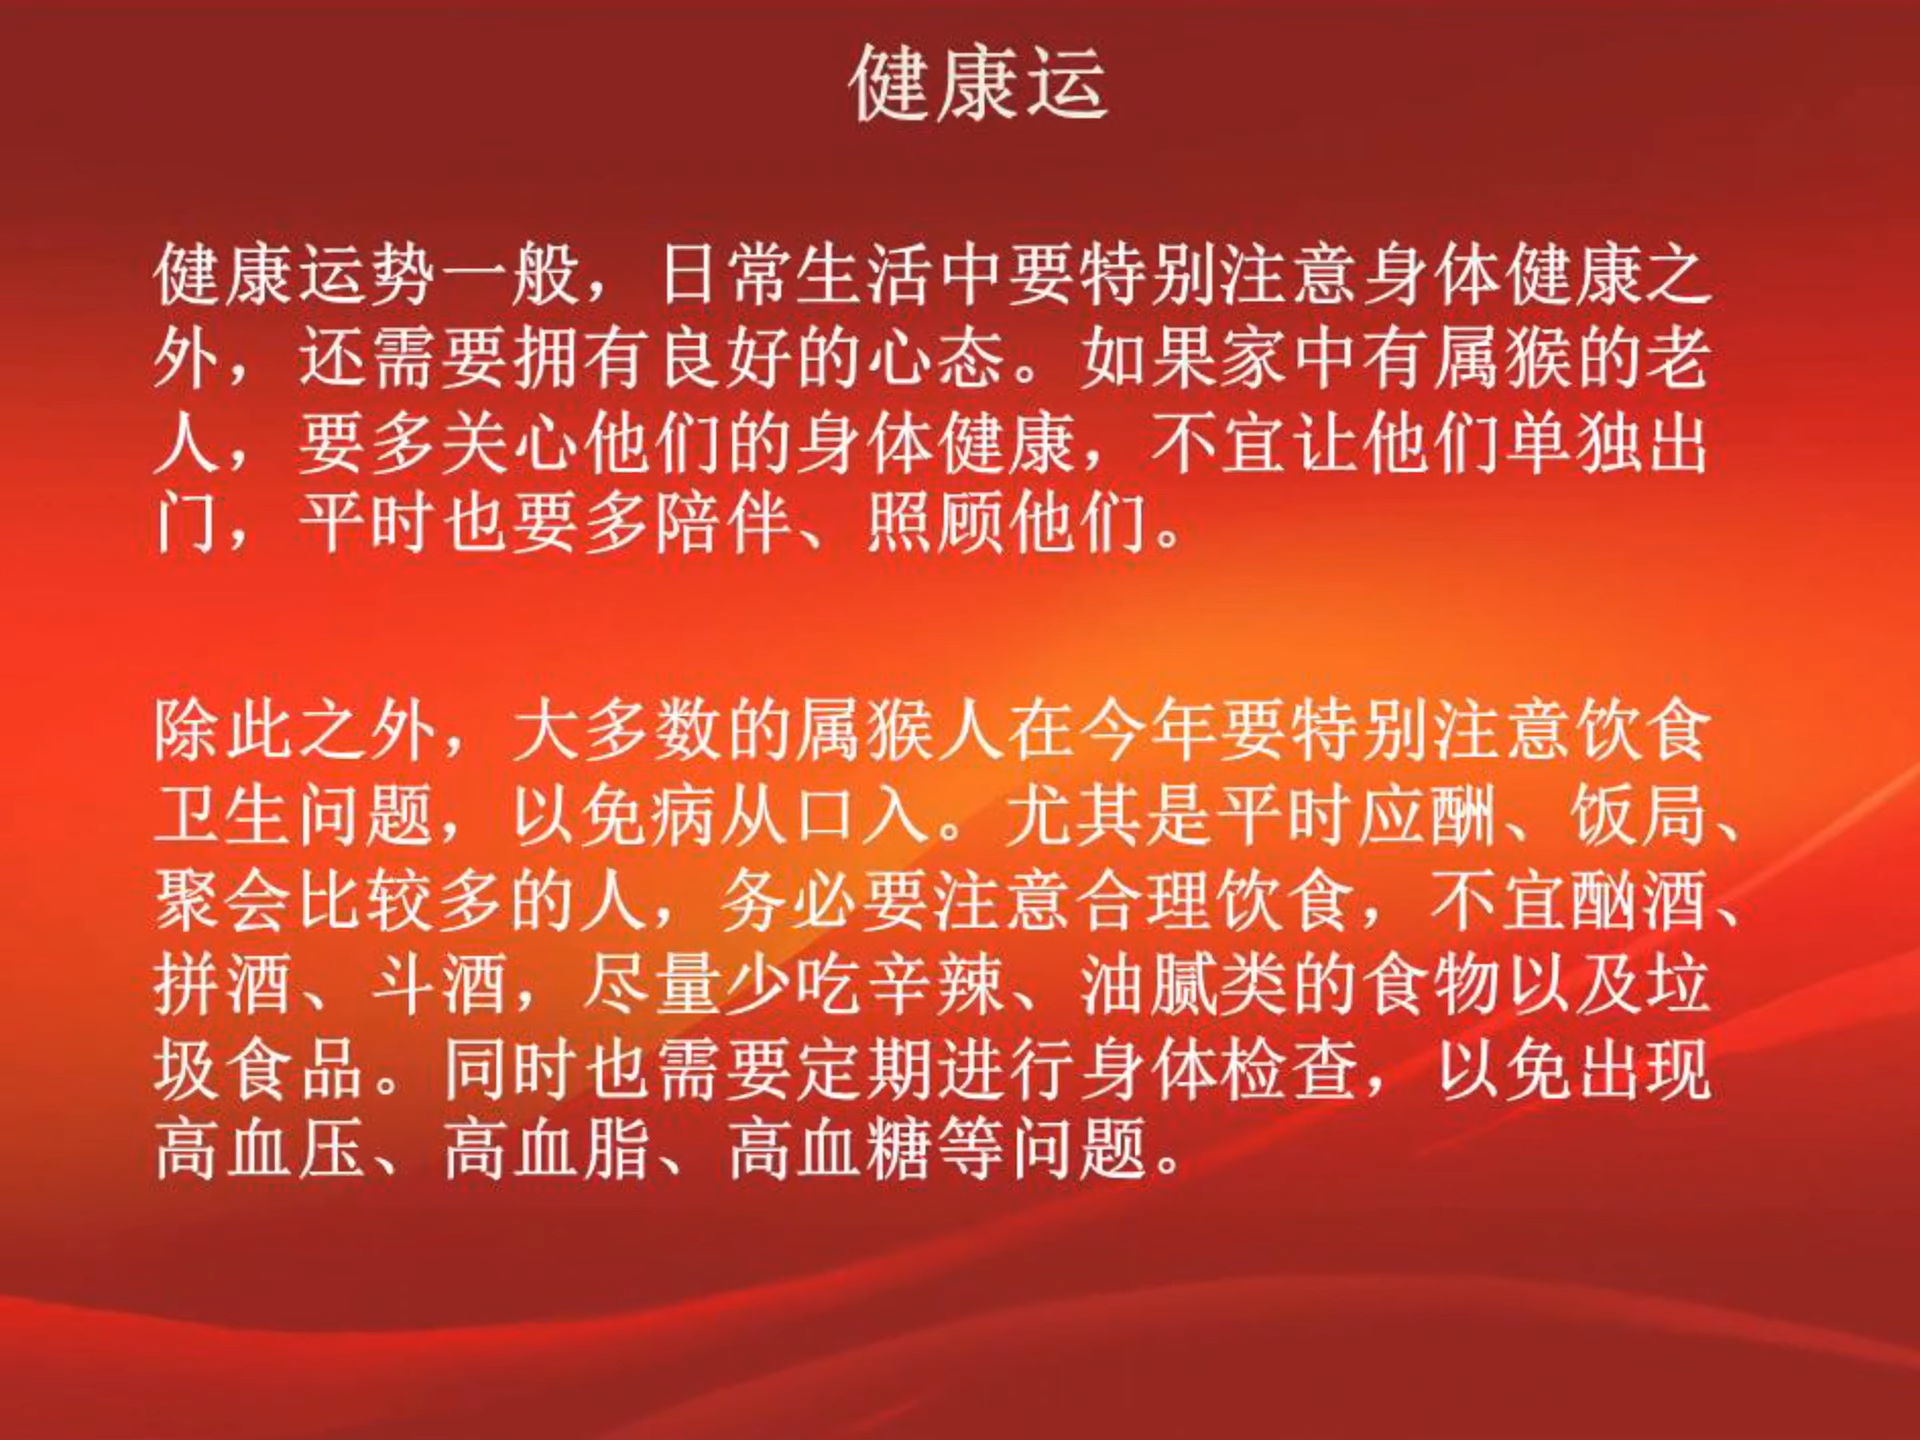 健康运
健康运势一般，日常生活中要特别注意身体健康之
外，还需要拥有良好的心态。如果家中有属猴的老
人，要多关心他们的身体健康，不宜让他们单独出
门，平时也要多陪伴、照顾他们。
除此之外，大多数的属猴人在今年要特别注意饮食
卫生问题，以免病从口入。尤其是平时应酬、饭局、
聚会比较多的人，务必要注意合理饮食，不宜酗酒、
拼酒、斗酒，尽量少吃辛辣、油腻类的食物以及垃
圾食品。同时也需要定期进行身体检查，以免出现
高血压、高血脂、高血糖等问题。